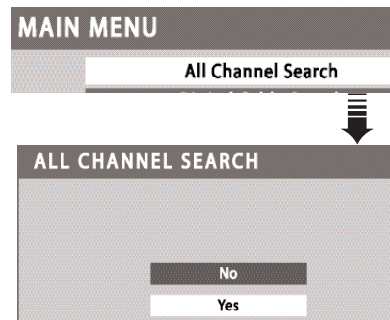 MAIN MENU
All Channel Search
ALL CHANNEL SEARCH
No
Yes